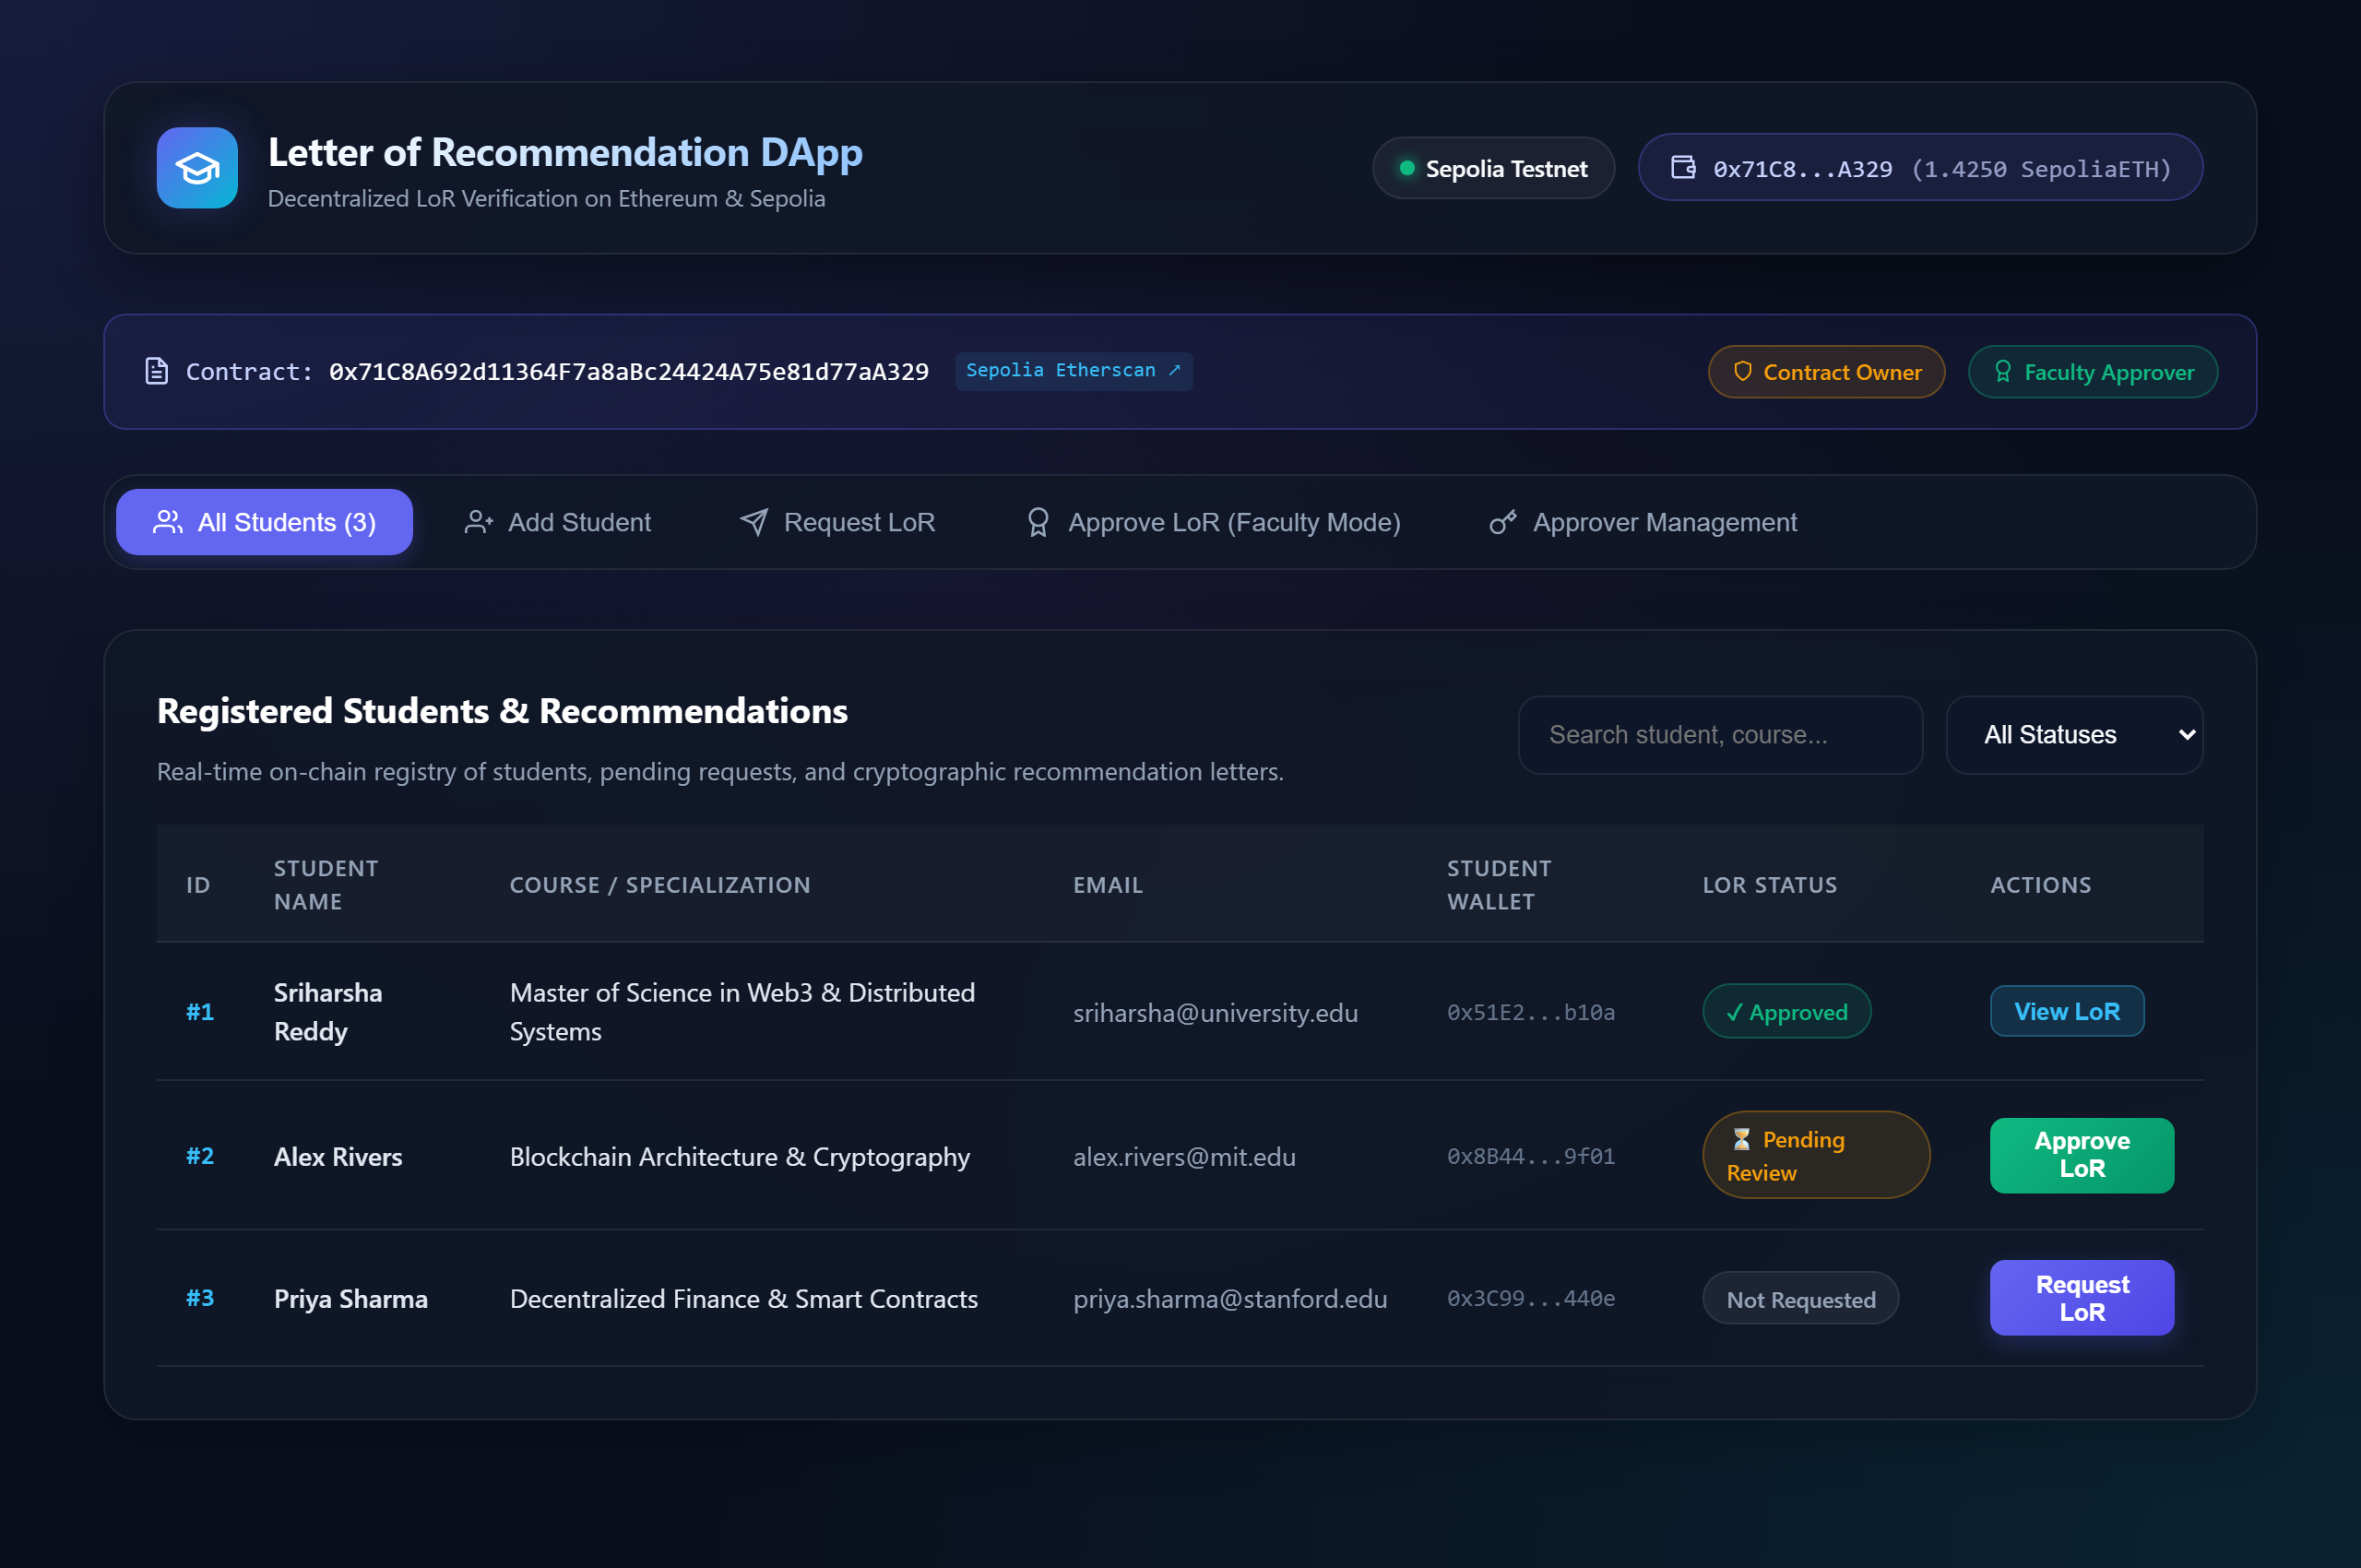 Letter of Recommendation DApp
Decentralized LoR Verification on Ethereum & Sepolia
Sepolia Testnet
0x71C8...A329 (1.4250 SepoliaETH)
Contract: 0x71C8A692d11364F7a8aBc24424A75e81d77aA329
Sepolia Etherscan ↗
Contract Owner
Faculty Approver
All Students (3)
Add Student
Request LoR
Approve LoR (Faculty Mode)
Approver Management
Registered Students & Recommendations
Real-time on-chain registry of students, pending requests, and cryptographic recommendation letters.
Search student, course...
All Statuses
ID
STUDENT
NAME
COURSE / SPECIALIZATION
EMAIL
STUDENT
WALLET
LOR STATUS
ACTIONS
#1
Sriharsha
Reddy
Master of Science in Web3 & Distributed
Systems
sriharsha@university.edu
0x51E2...b10a
✓ Approved
View LoR
#2
Alex Rivers
Blockchain Architecture & Cryptography
alex.rivers@mit.edu
0x8B44...9f01
⏳ Pending
Review
Approve
LoR
#3
Priya Sharma
Decentralized Finance & Smart Contracts
priya.sharma@stanford.edu
0x3C99...440e
Not Requested
Request
LoR